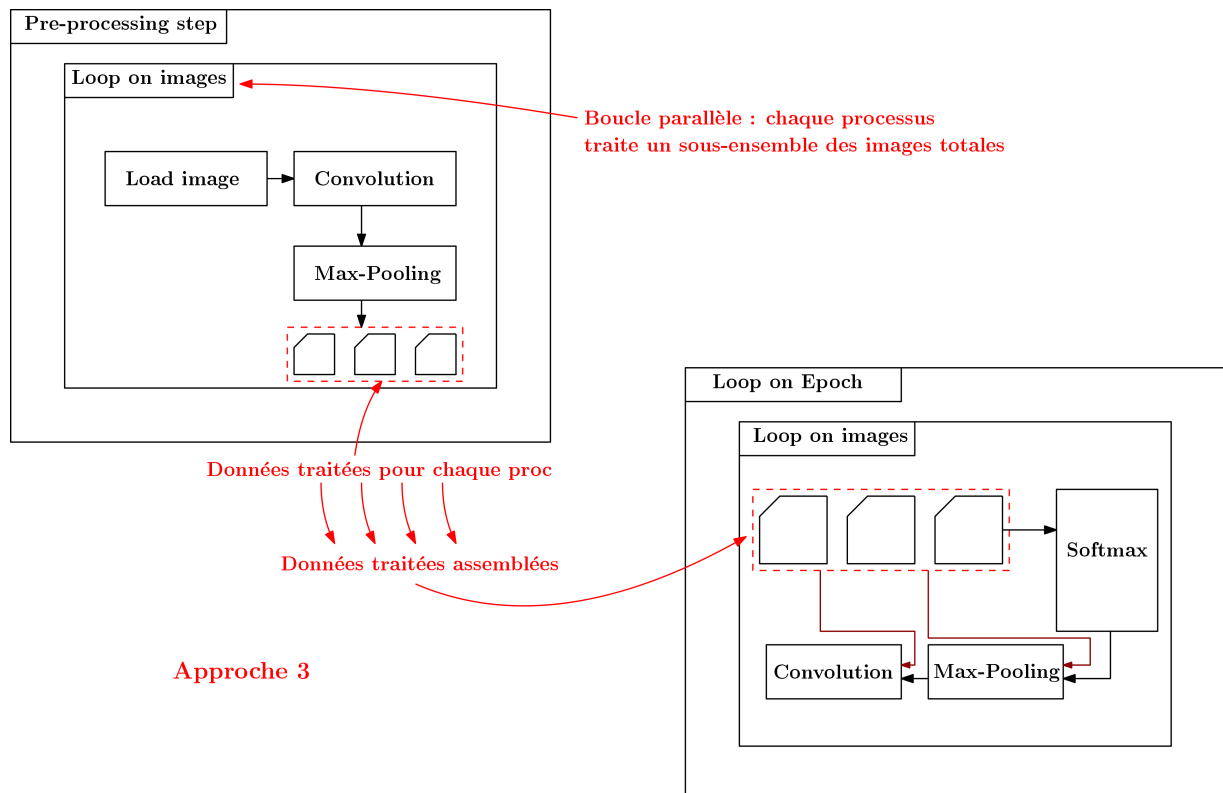 Pre-processing step
Loop on images
Boucle parallèle : chaque processus
traite un sous-ensemble des images totales
Load image
Convolution
Max-Pooling
Loop on Epoch
Loop on images
Données traitées pour chaque proc
Données traitées assemblées
Softmax
Approche 3
Convolution
Max-Pooling